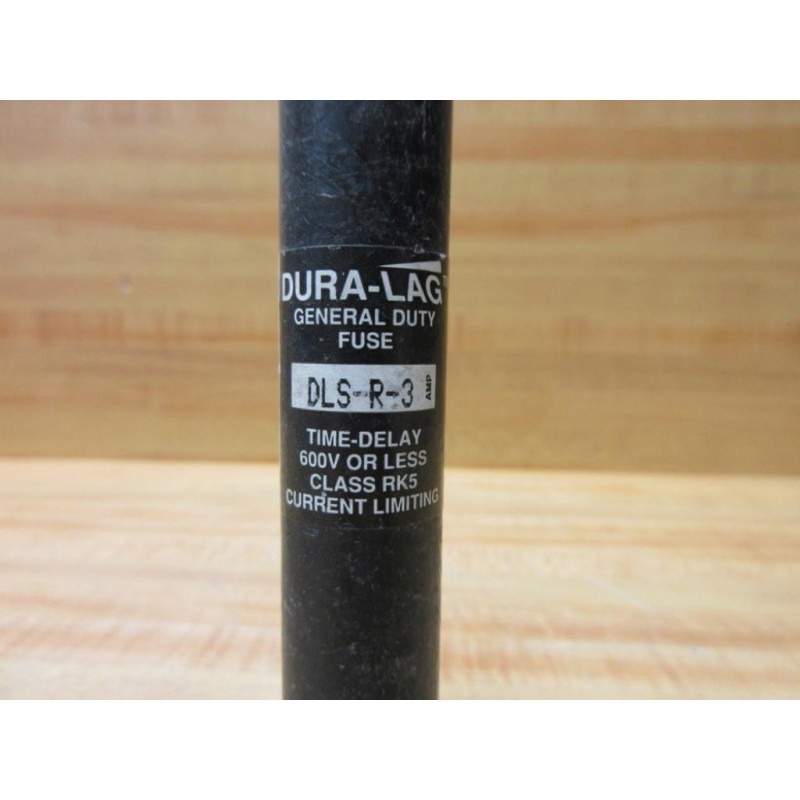 DURA-LAG
GENERAL DUTY
FUSE
DLS-R-3 AMP
TIME-DELAY
600V OR LESS
CLASS RK5
CURRENT LIMITING